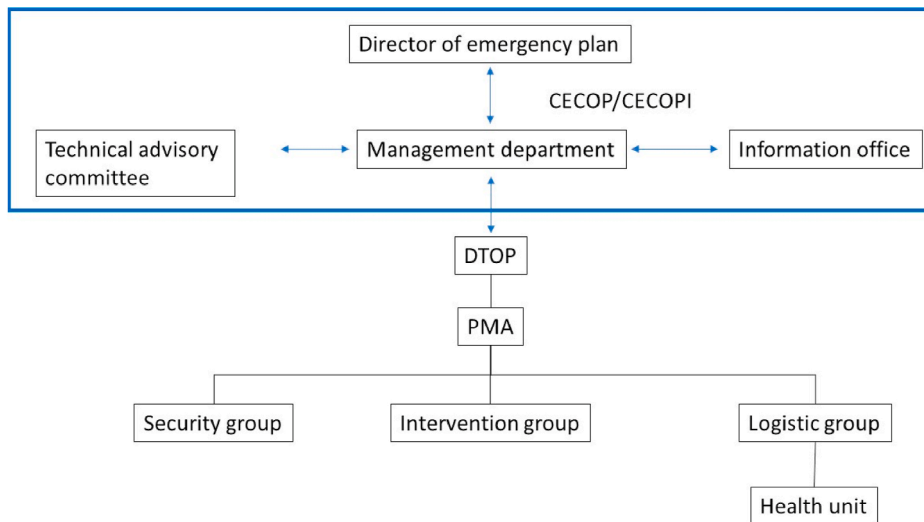 Director of emergency plan
CECOP/CECOPI
Technical advisory
committee
Management department
Information office
DTOP
PMA
Security group
Intervention group
Logistic group
Health unit